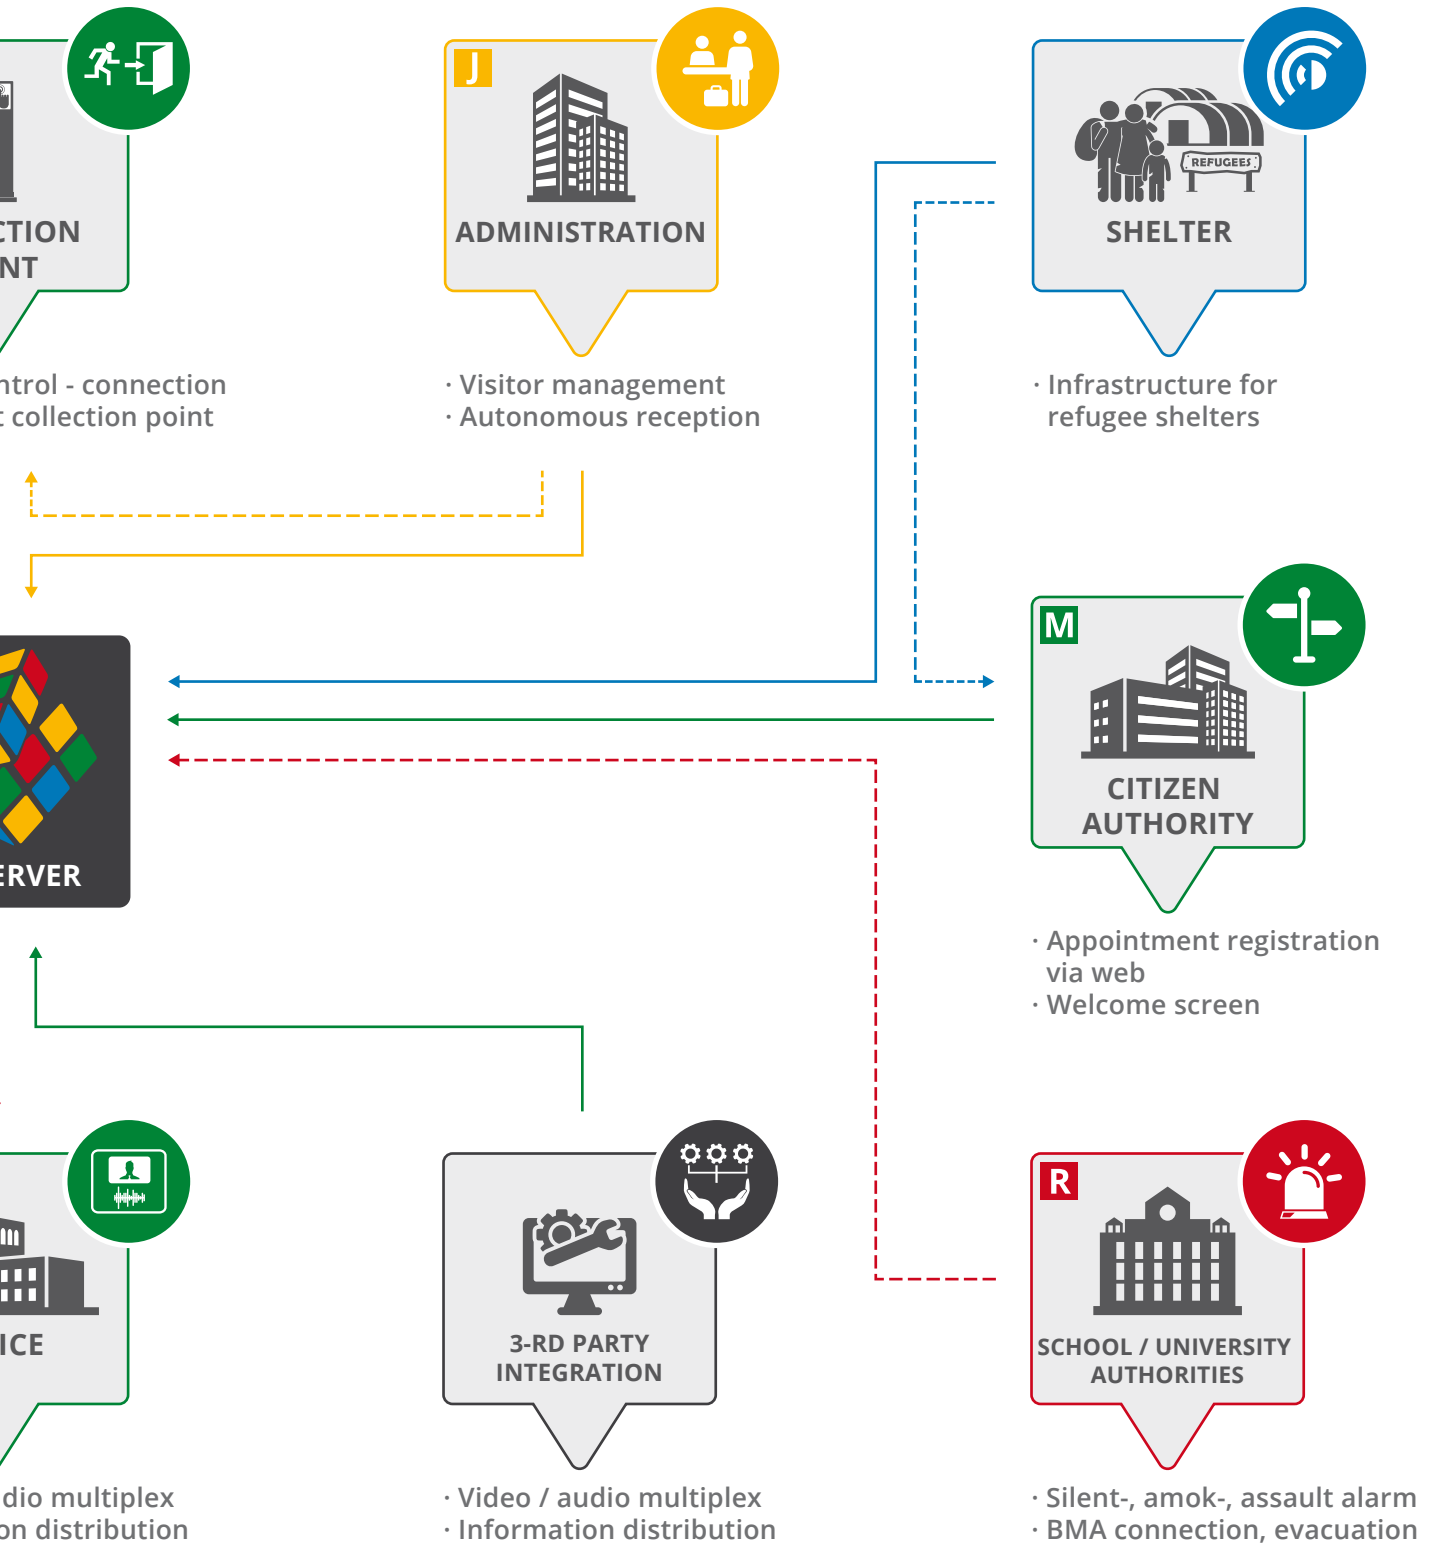 J
REFUGEES
CTION
NT
ADMINISTRATION
SHELTER
ntrol - connection
t collection point
· Visitor management
· Autonomous reception
· Infrastructure for
refugee shelters
M
CITIZEN
AUTHORITY
ERVER
· Appointment registration
via web
· Welcome screen
R
ICE
3-RD PARTY
INTEGRATION
SCHOOL / UNIVERSITY
AUTHORITIES
dio multiplex
on distribution
· Video / audio multiplex
· Information distribution
· Silent-, amok-, assault alarm
· BMA connection, evacuation